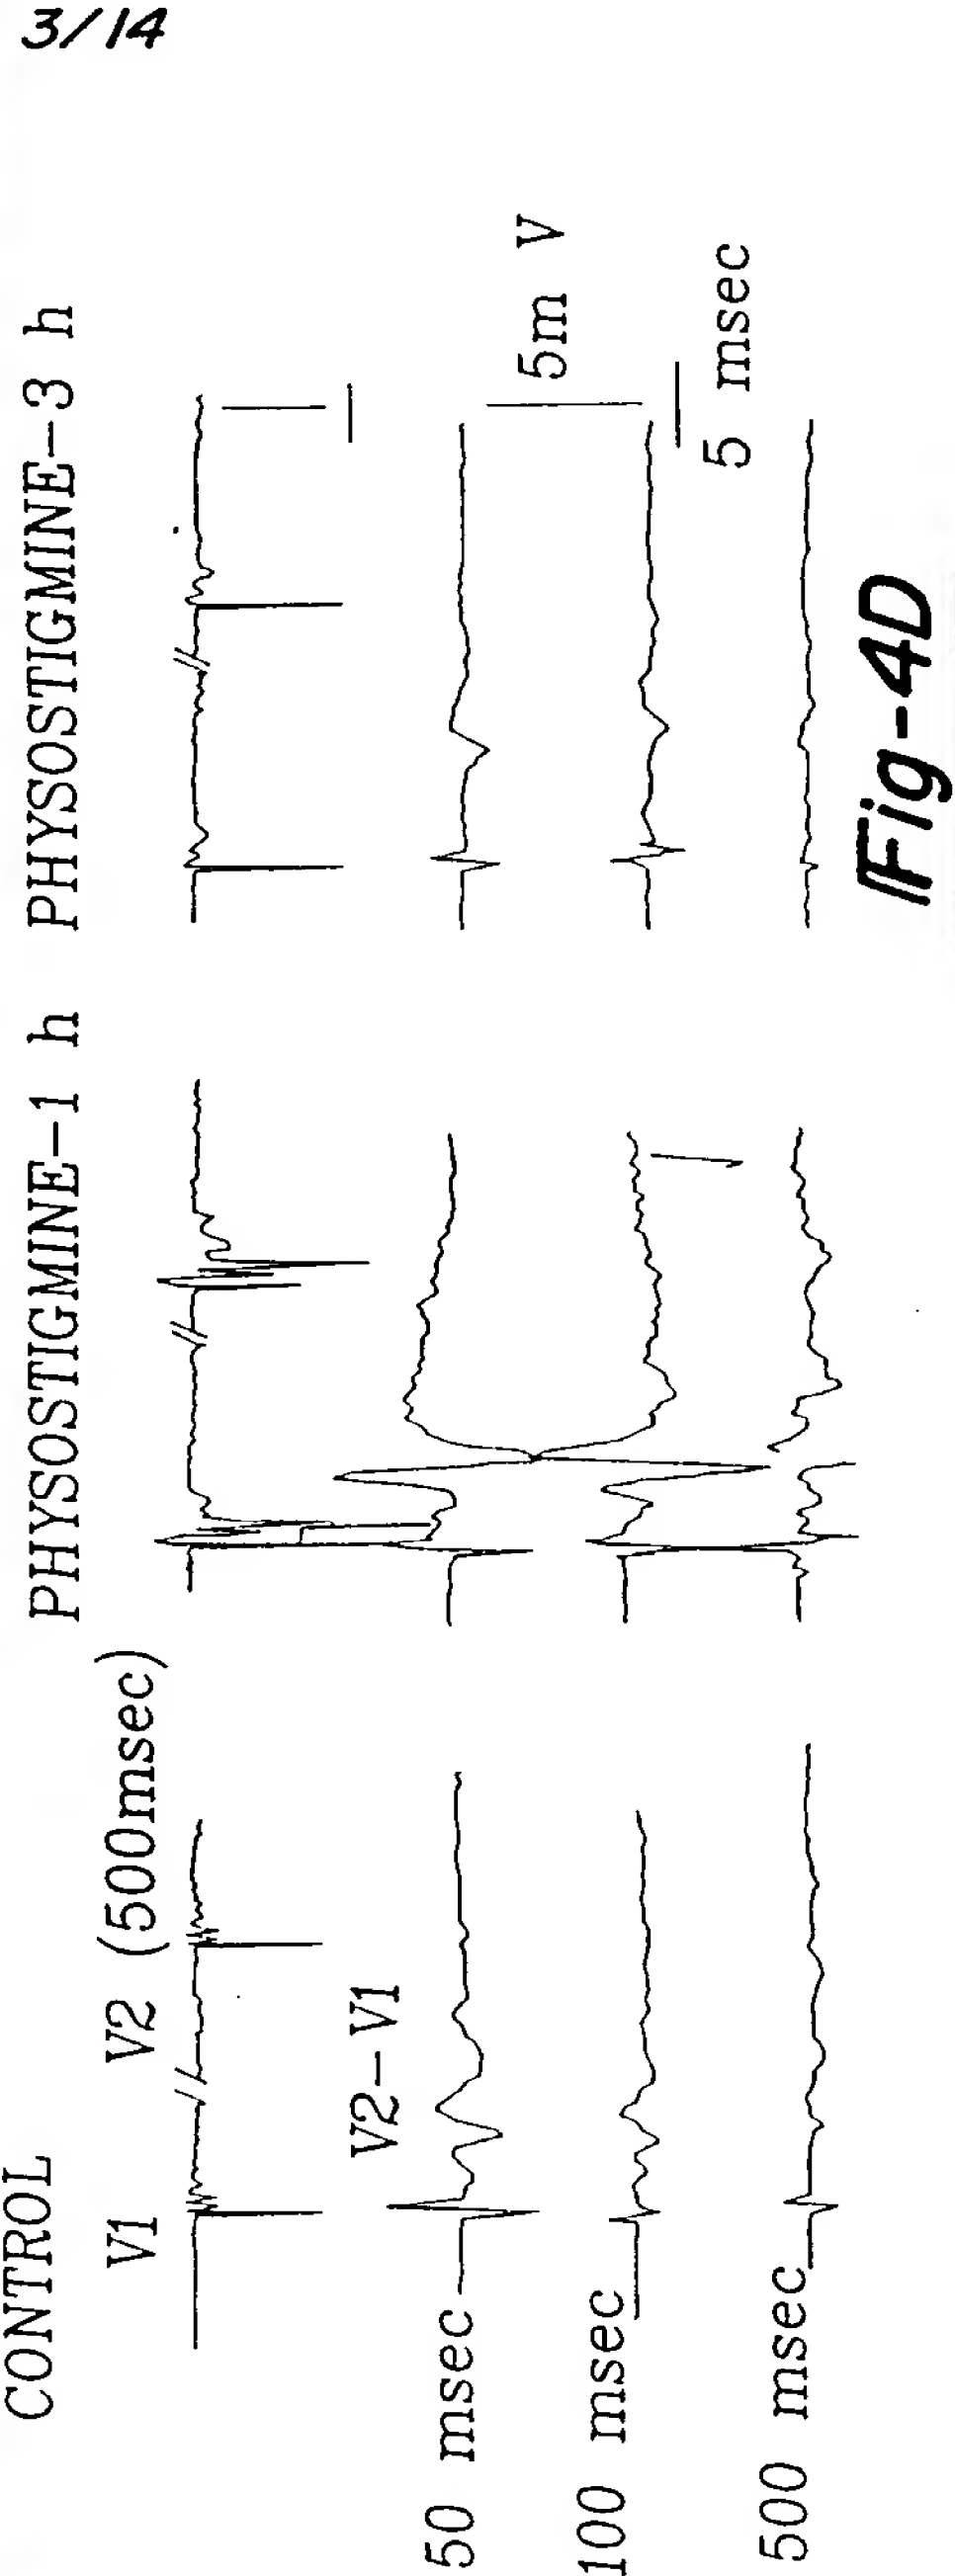 3/14
CONTROL
PHYSOSTIGMINE-1 h
PHYSOSTIGMINE-3 h
V1
V2 (500msec)
V2-V1
50 msec
100 msec
500 msec
5m V
5 msec
Fig-4D